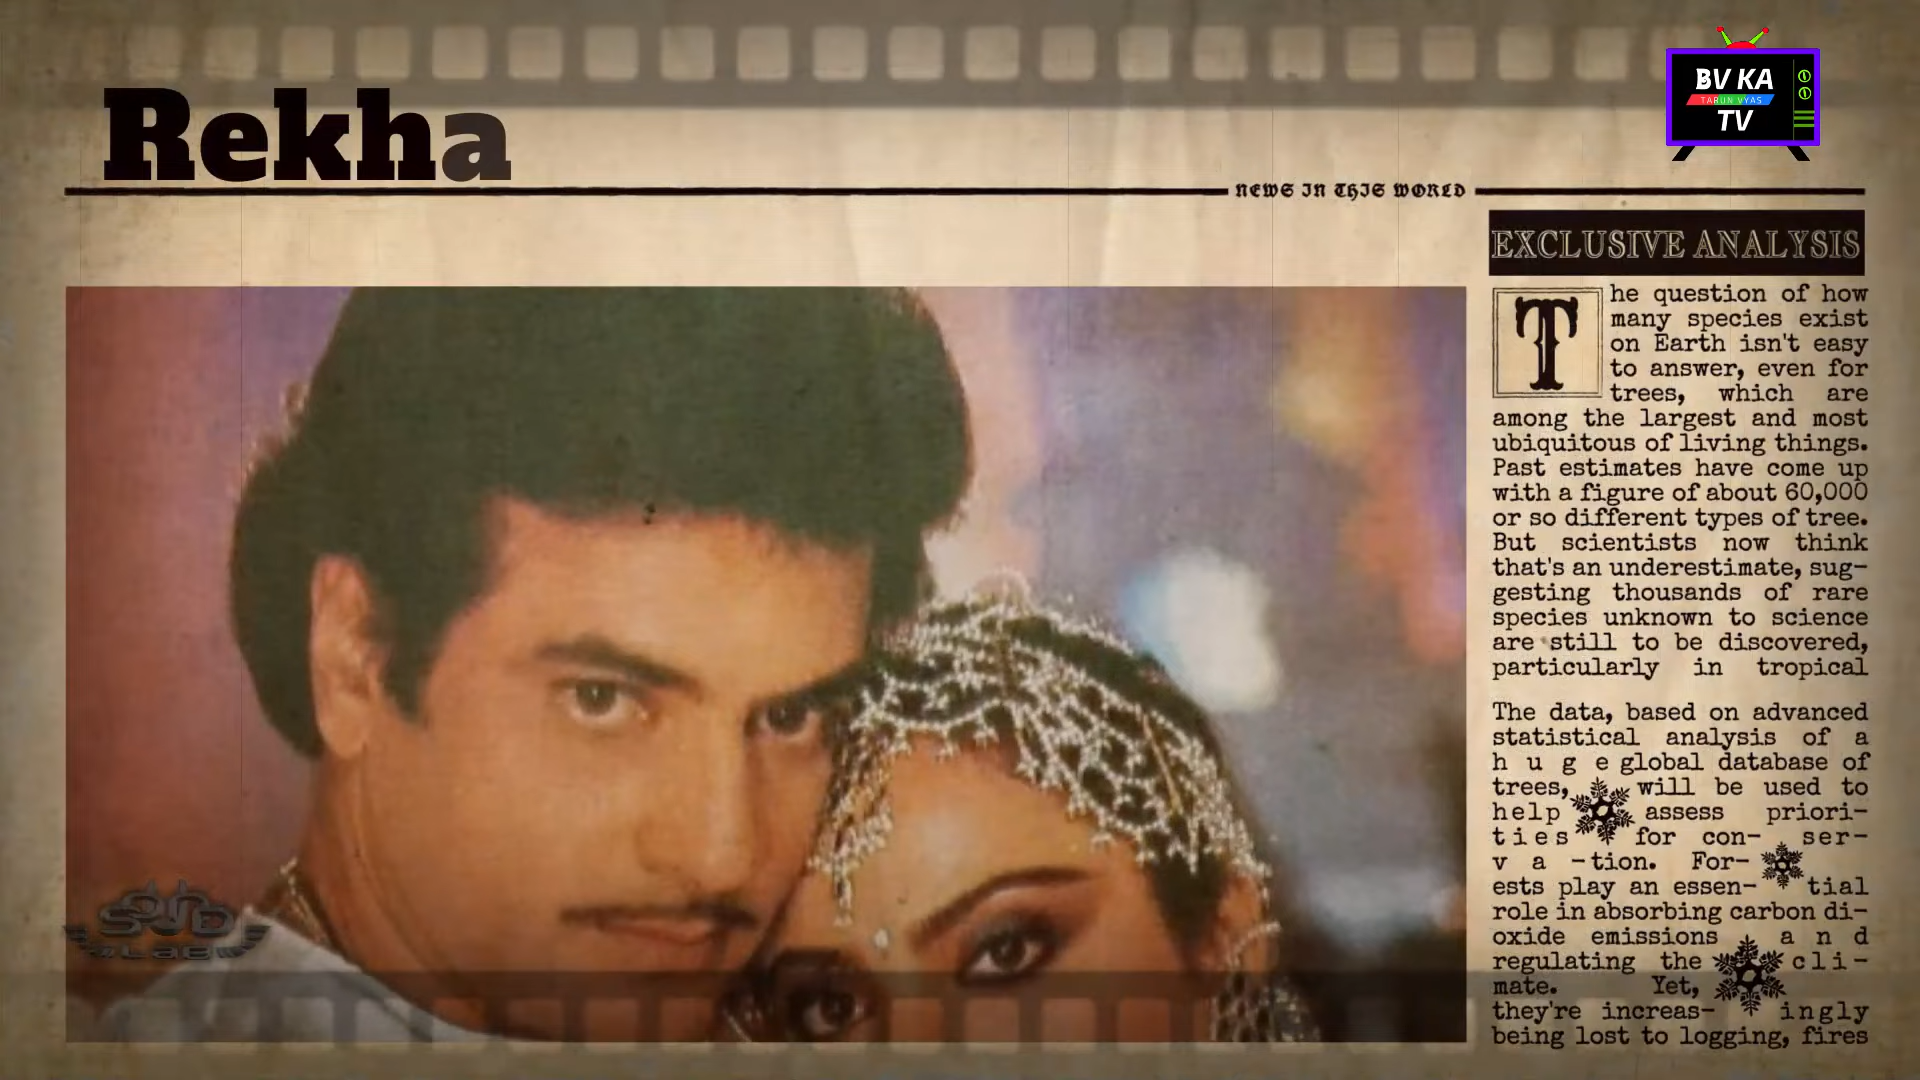 Rekha
BV KA
TARUN VYAS
TV
NEWS IN THIS WORLD
EXCLUSIVE ANALYSIS
The question of how
many species exist
on Earth isn't easy
to answer, even for
trees, which are
among the largest and most
ubiquitous of living things.
Past estimates have come up
with a figure of about 60,000
or so different types of tree.
But scientists now think
that's an underestimate, sug-
gesting thousands of rare
species unknown to science
are still to be discovered,
particularly in tropical
The data, based on advanced
statistical analysis of a
h u g e global database of
trees, will be used to
help assess priori-
ties for con- ser-
v a -tion. For-
ests play an essen- tial
role in absorbing carbon di-
oxide emissions a n d
regulating the cli-
mate. Yet,
they're increas- ingly
being lost to logging, fires
LAB